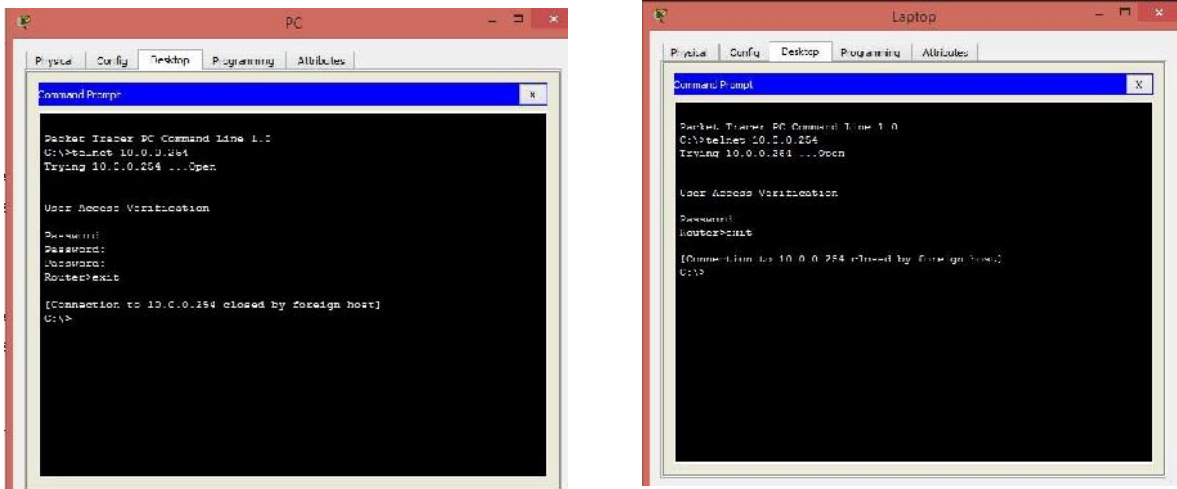 PC
Physical Config Desktop Programming Attributes
Command Prompt X
Packet Tracer PC Command Line 1.0
C:\>telnet 10.0.0.254
Trying 10.0.0.254 ...Open
User Access Verification
Password:
Password:
Password:
Router>exit
[Connection to 10.0.0.254 closed by foreign host]
C:\>
Laptop
Physical Config Desktop Programming Attributes
Command Prompt X
Packet Tracer PC Command Line 1.0
C:\>telnet 10.0.0.254
Trying 10.0.0.254 ...Open
User Access Verification
Password:
Router>exit
[Connection to 10.0.0.254 closed by foreign host]
C:\>